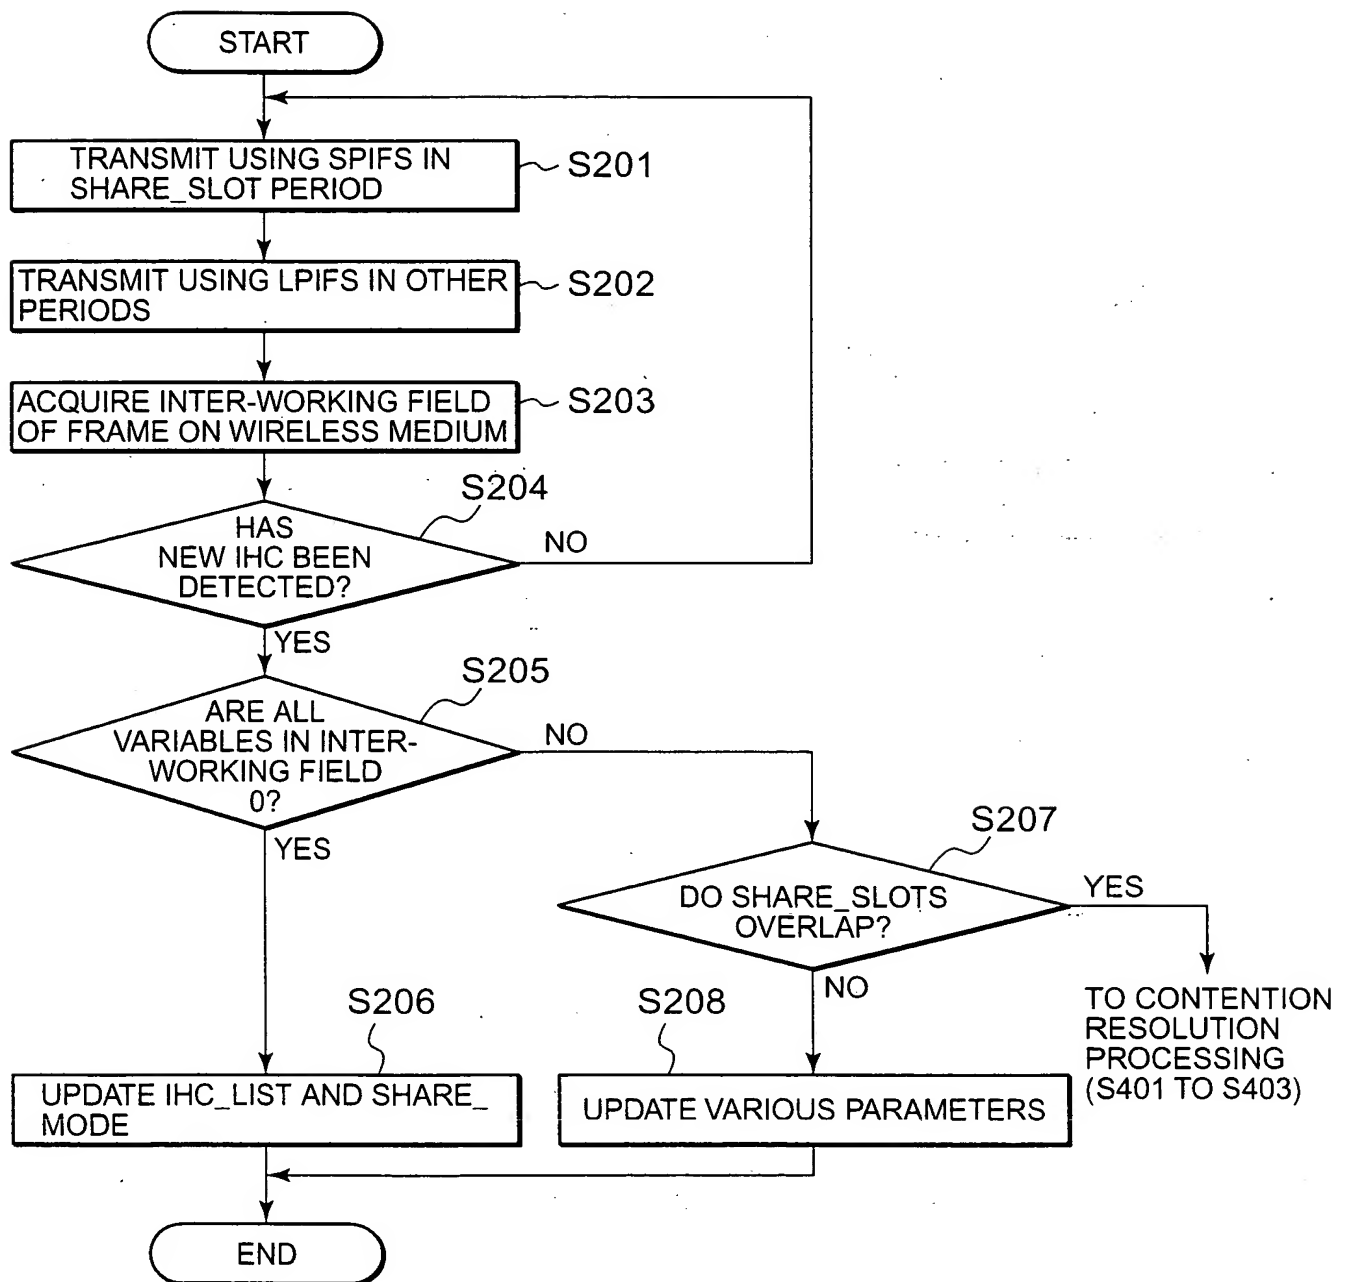 START
TRANSMIT USING SPIFS IN
SHARE_SLOT PERIOD
S201
TRANSMIT USING LPIFS IN OTHER
PERIODS
S202
ACQUIRE INTER-WORKING FIELD
OF FRAME ON WIRELESS MEDIUM
S203
S204
HAS
NEW IHC BEEN
DETECTED?
NO
YES
S205
ARE ALL
VARIABLES IN INTER-
WORKING FIELD
0?
NO
YES
S207
DO SHARE_SLOTS
OVERLAP?
YES
NO
TO CONTENTION
RESOLUTION
PROCESSING
(S401 TO S403)
S206
UPDATE IHC_LIST AND SHARE_
MODE
S208
UPDATE VARIOUS PARAMETERS
END